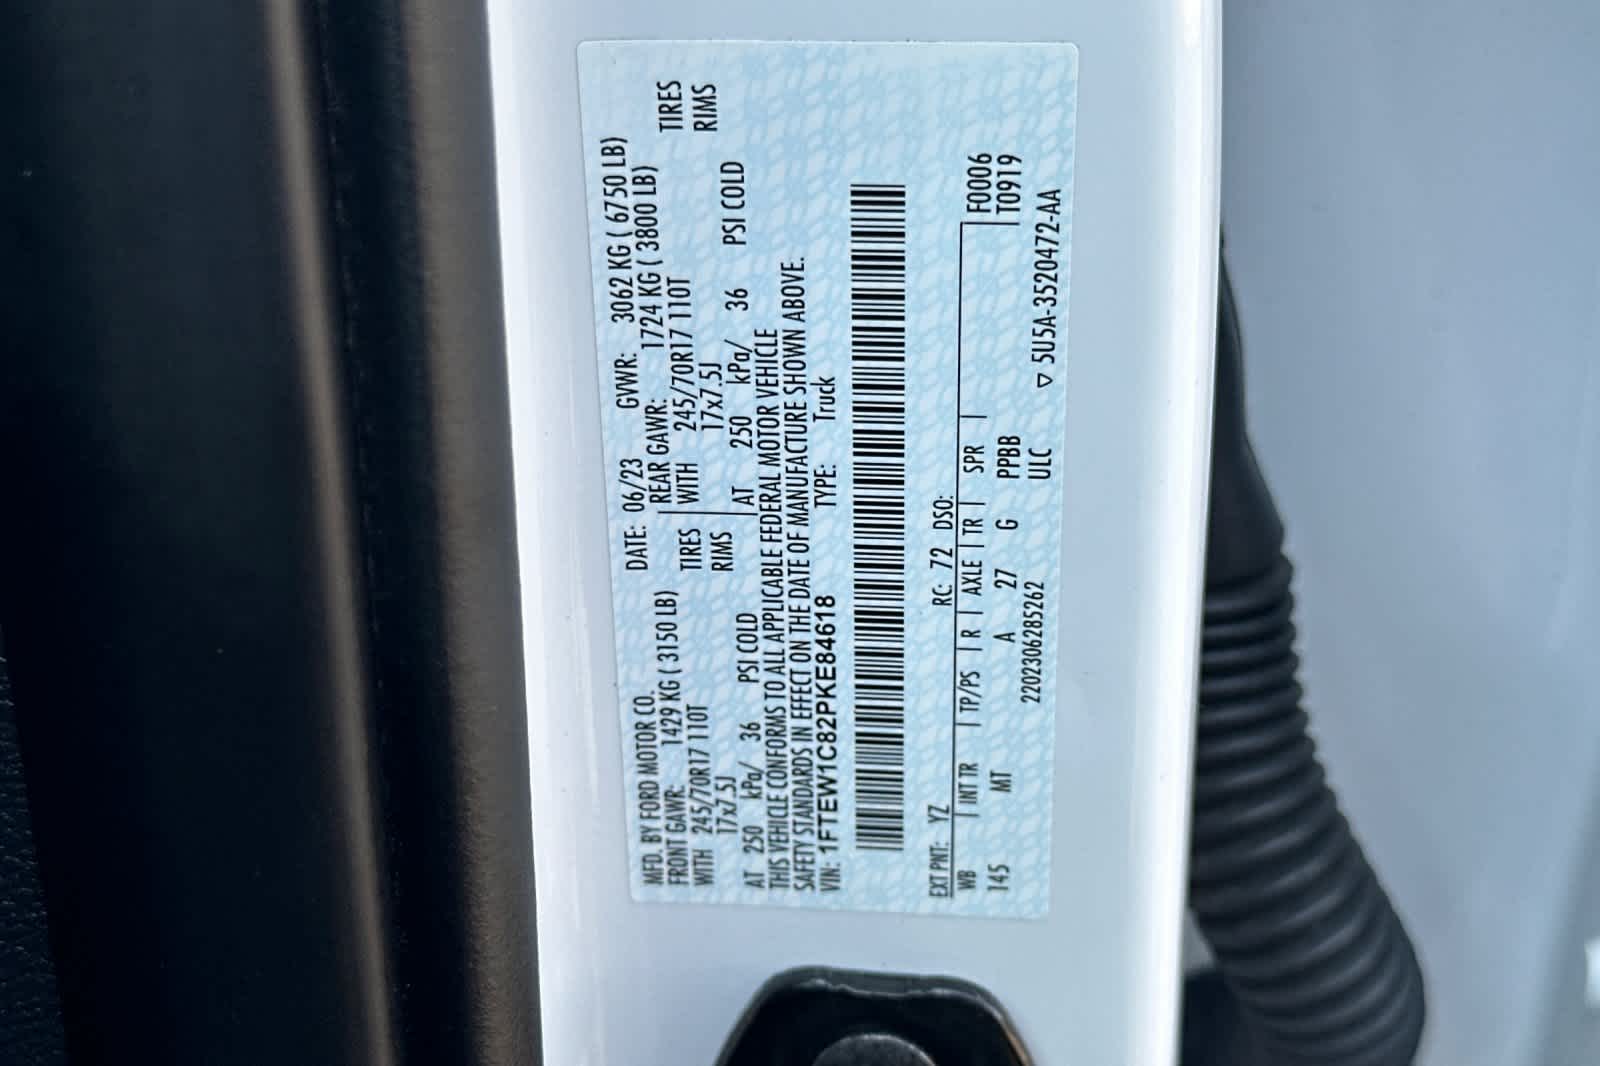 MFD. BY FORD MOTOR CO.
DATE: 06/23 GVWR: 3062 KG ( 6750 LB)
FRONT GAWR: 1429 KG ( 3150 LB) REAR GAWR: 1724 KG ( 3800 LB)
WITH 245/70R17 110T TIRES WITH 245/70R17 110T TIRES
17x7.5J RIMS 17x7.5J RIMS
AT 250 kPa/ 36 PSI COLD AT 250 kPa/ 36 PSI COLD
THIS VEHICLE CONFORMS TO ALL APPLICABLE FEDERAL MOTOR VEHICLE
SAFETY STANDARDS IN EFFECT ON THE DATE OF MANUFACTURE SHOWN ABOVE.
VIN: 1FTEW1C82PKE84618 TYPE: Truck
EXT PNT: YZ RC: 72 DSO:
WB INT TR TP/PS R AXLE TR SPR F0006
145 MT A 27 G PPBB T0919
2202306285262 ULC ▽ 5U5A-3520472-AA